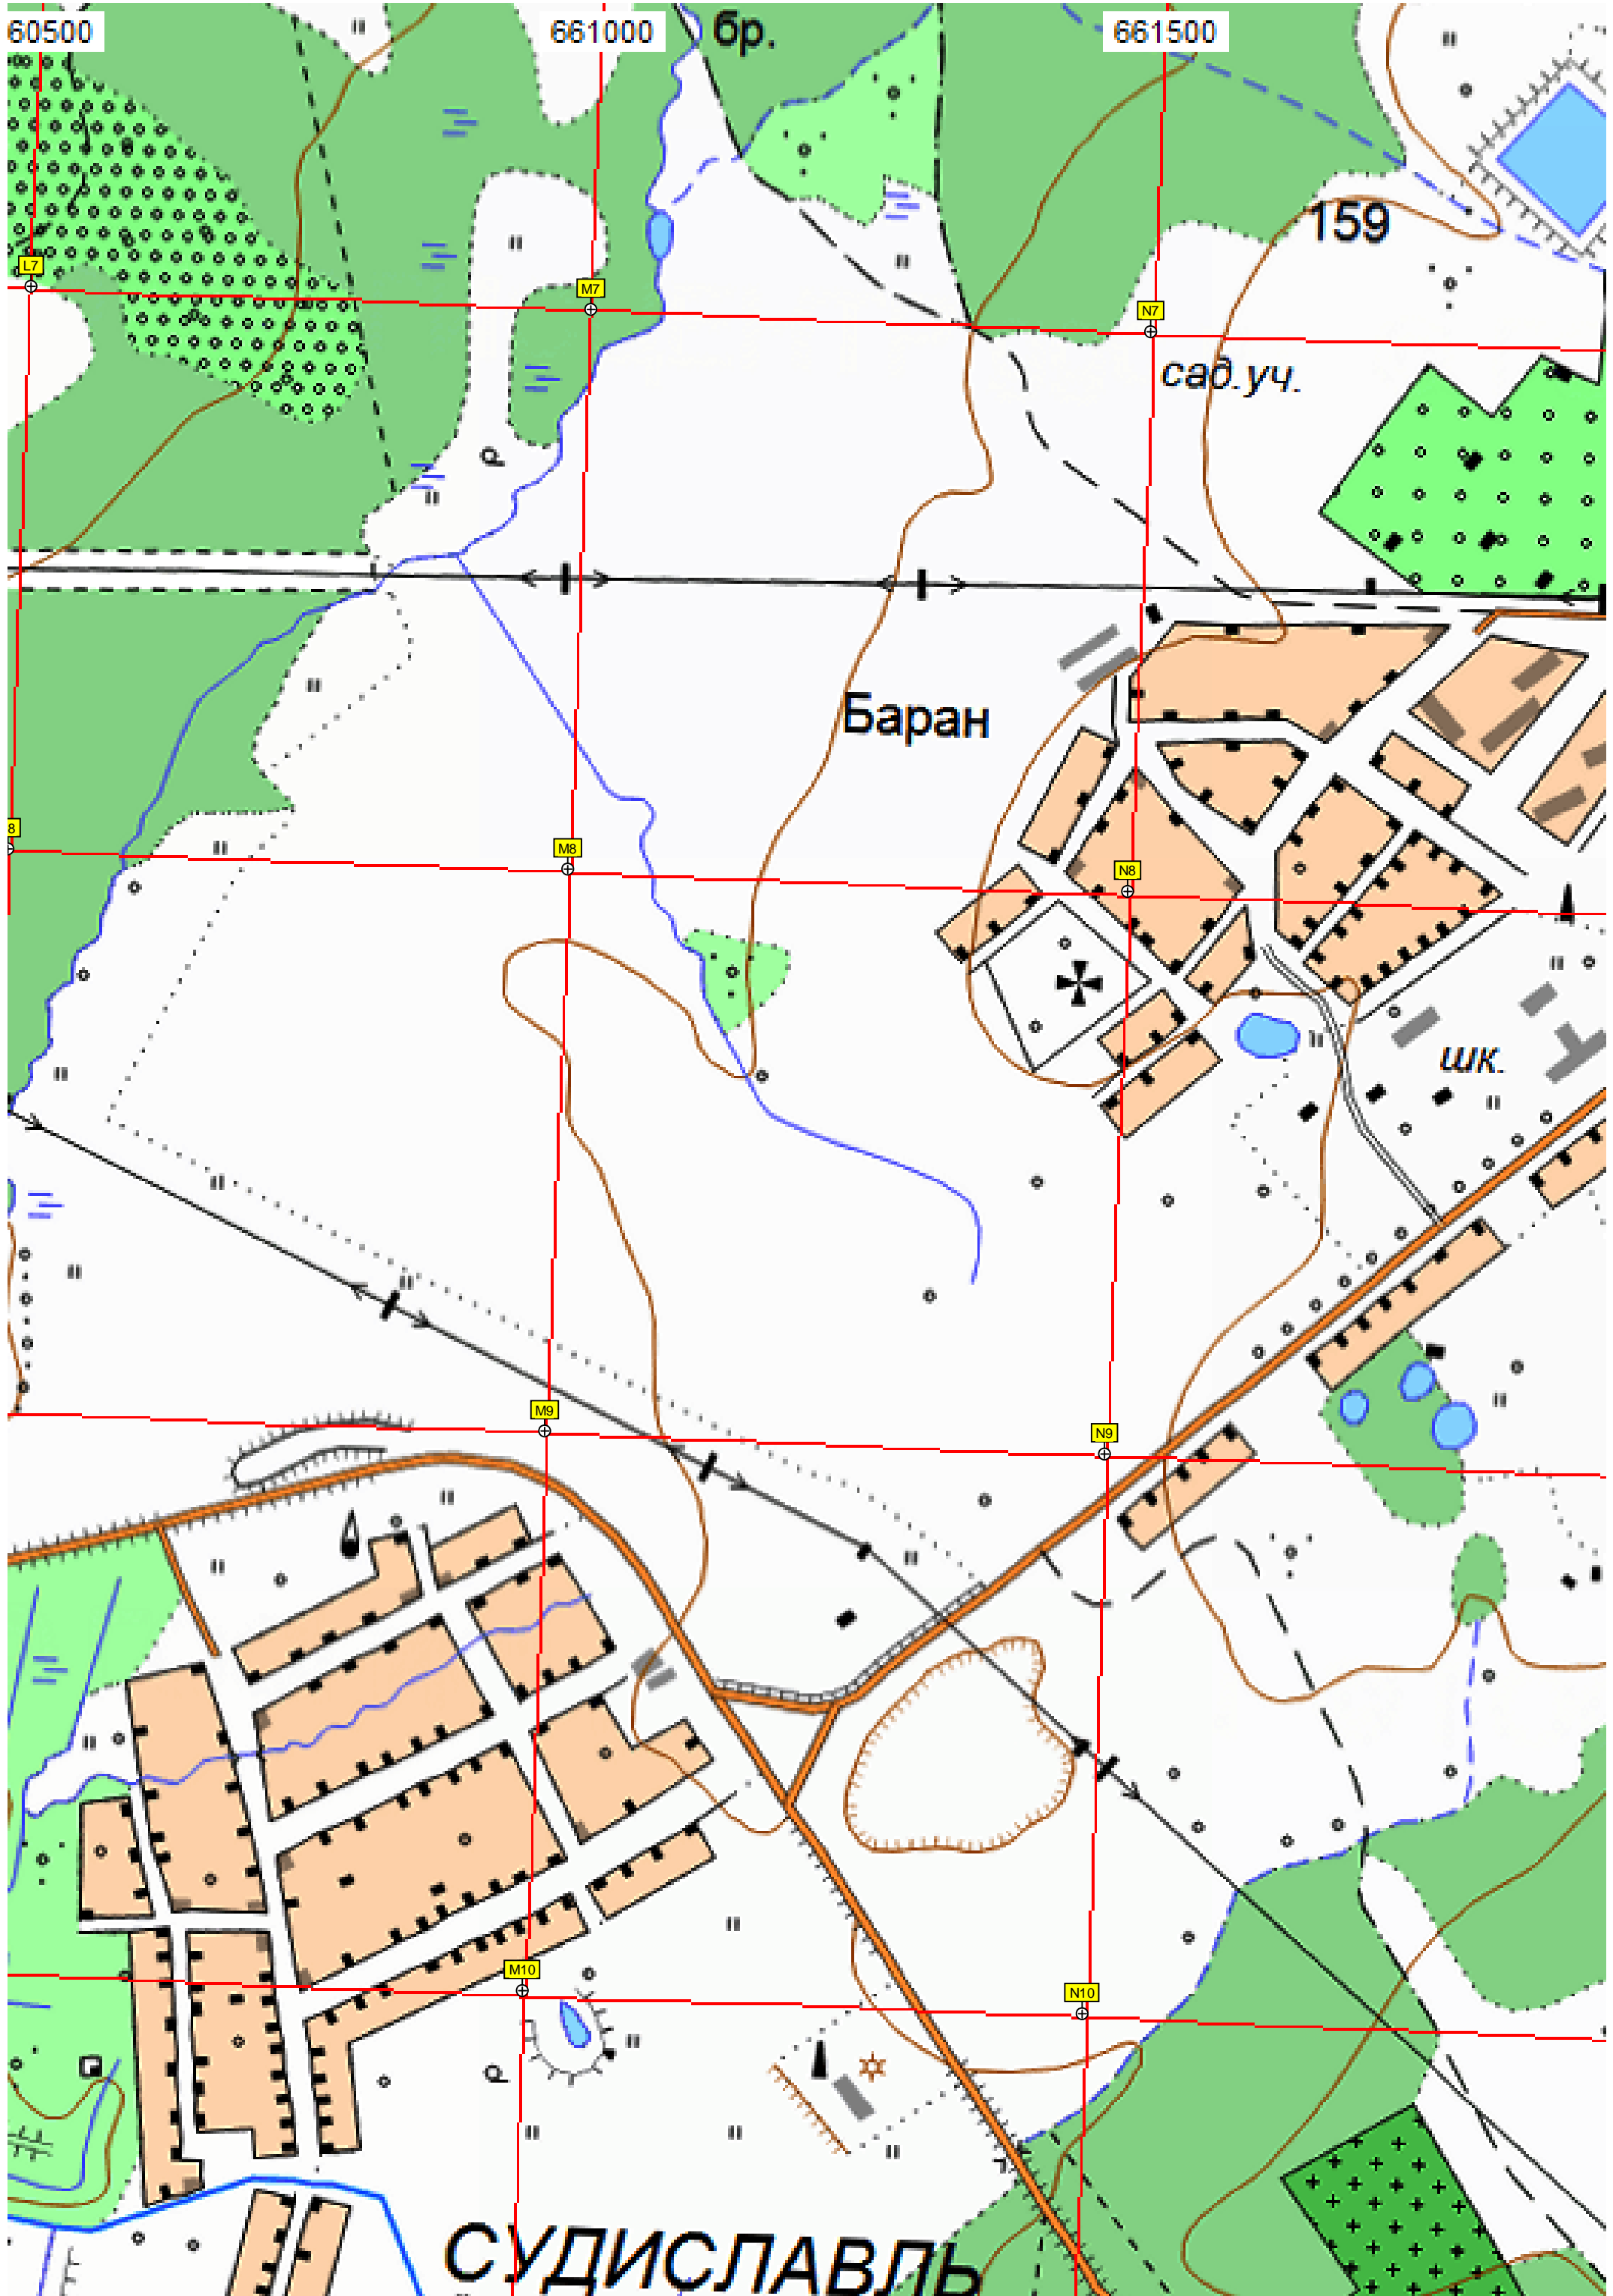 60500
661000
бр.
661500
159
L7
M7
N7
сад.уч.
Баран
8
M8
N8
шк.
M9
N9
M10
N10
СУДИСЛАВЛЬ